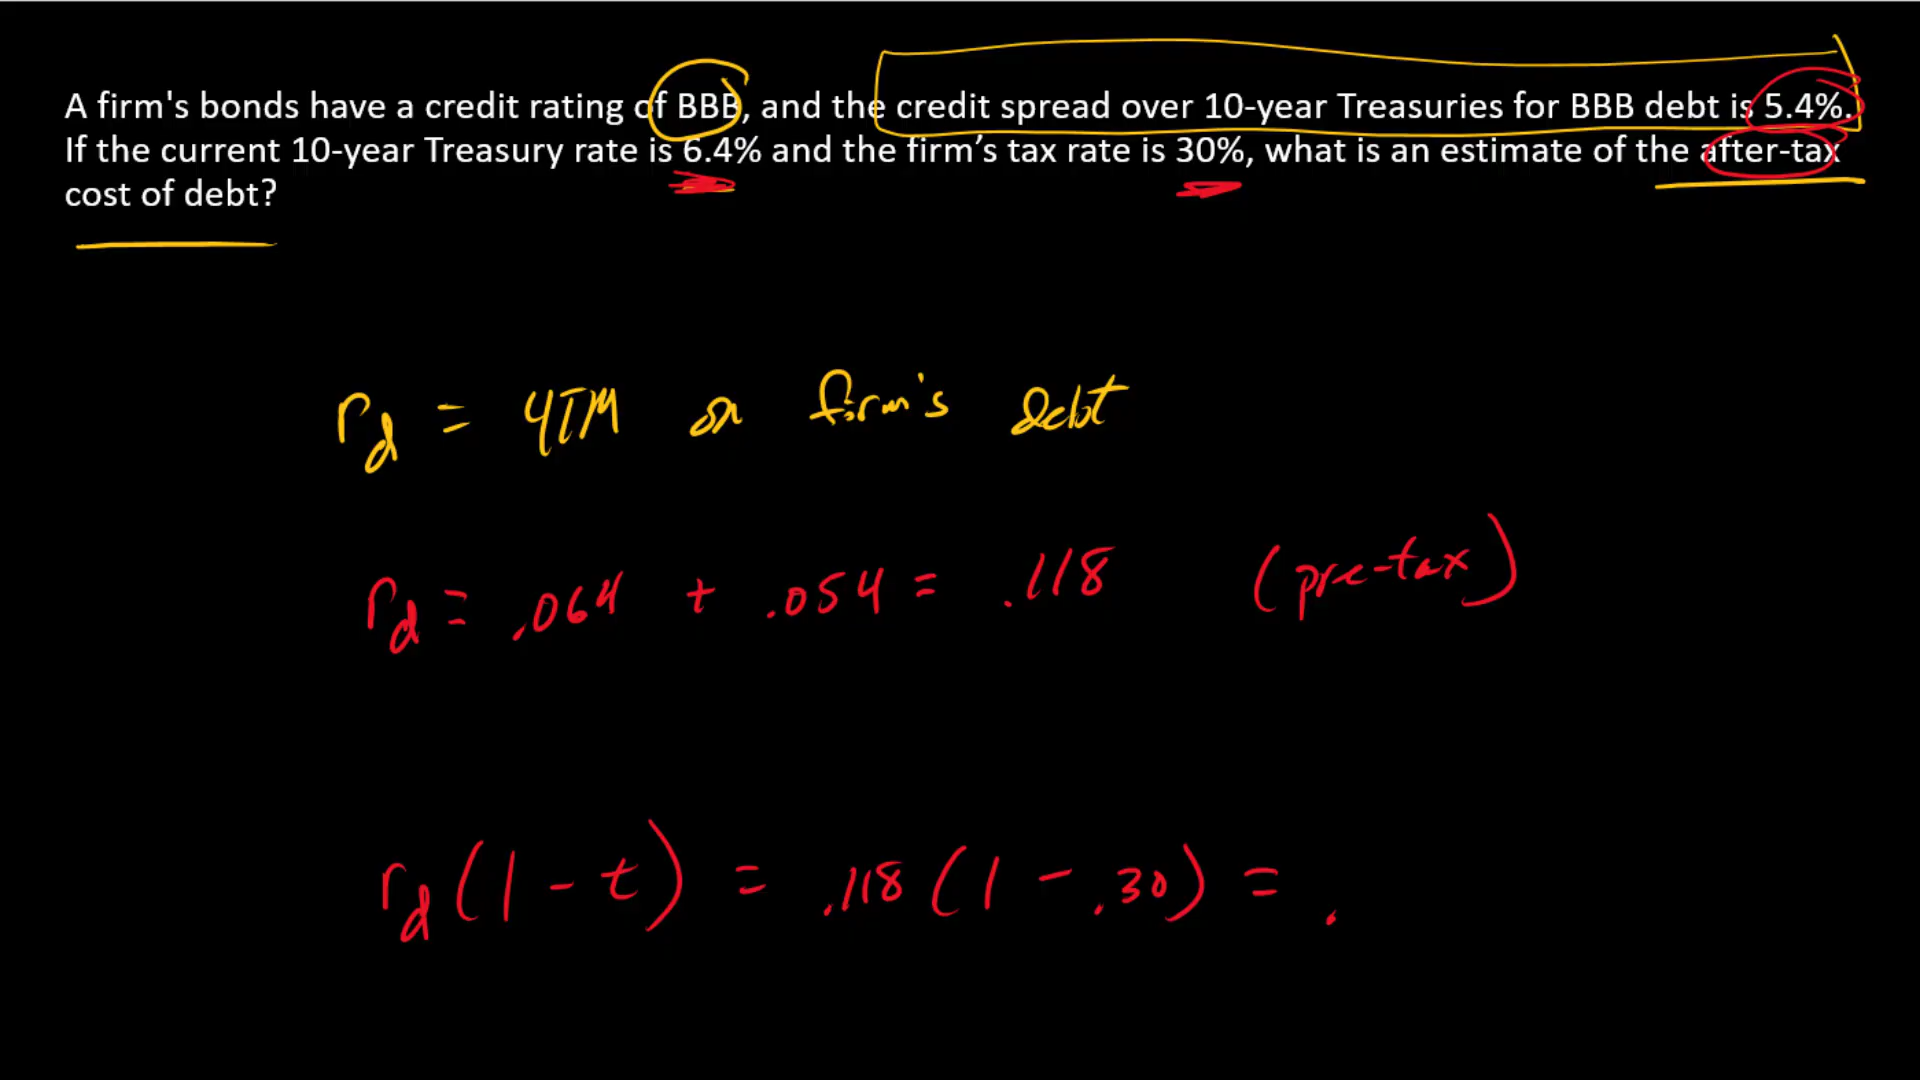 A firm's bonds have a credit rating of BBB, and the credit spread over 10-year Treasuries for BBB debt is 5.4%.
If the current 10-year Treasury rate is 6.4% and the firm’s tax rate is 30%, what is an estimate of the after-tax
cost of debt?
rd = YTM on firm's debt
rd = .064 + .054 = .118 (pre-tax)
rd (1 - t) = .118 (1 - .30) = .